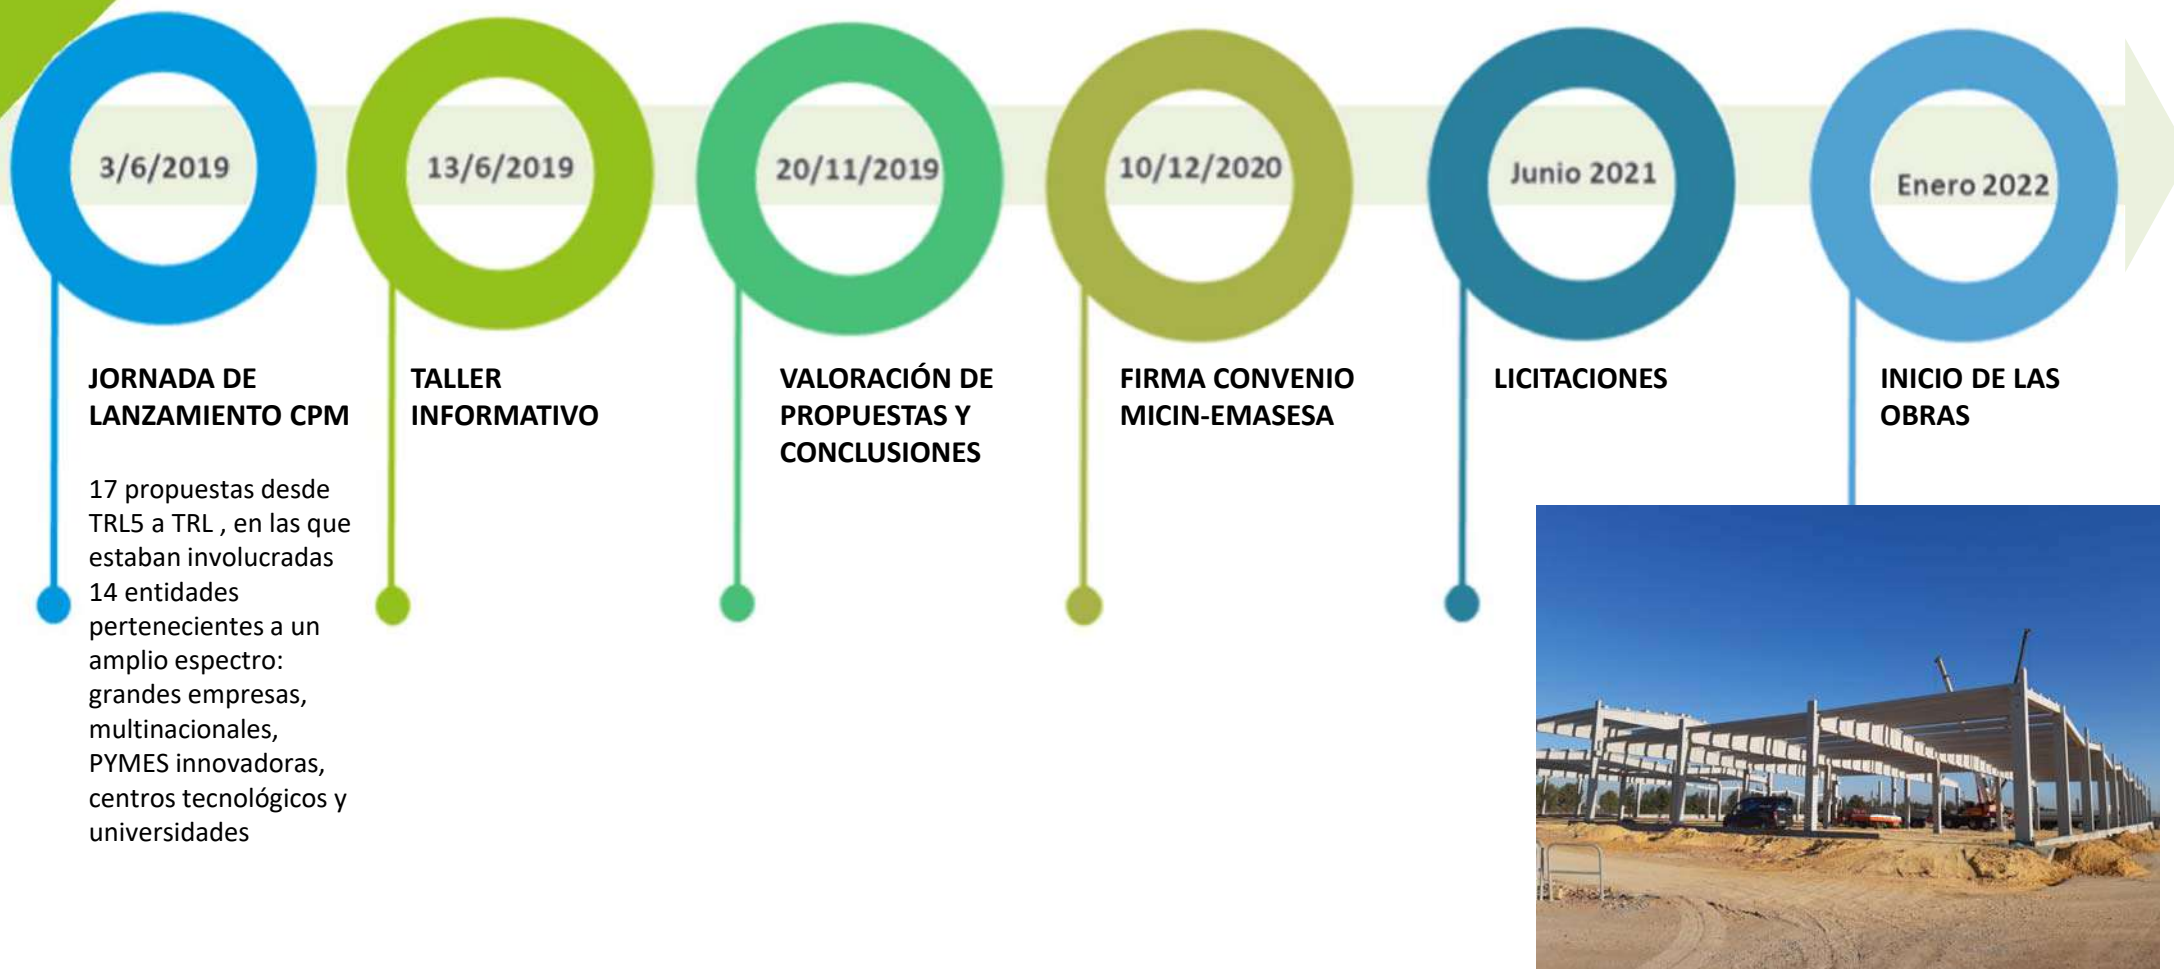 3/6/2019
13/6/2019
20/11/2019
10/12/2020
Junio 2021
Enero 2022
JORNADA DE
LANZAMIENTO CPM
17 propuestas desde
TRL5 a TRL , en las que
estaban involucradas
14 entidades
pertenecientes a un
amplio espectro:
grandes empresas,
multinacionales,
PYMES innovadoras,
centros tecnológicos y
universidades
TALLER
INFORMATIVO
VALORACIÓN DE
PROPUESTAS Y
CONCLUSIONES
FIRMA CONVENIO
MICIN-EMASESA
LICITACIONES
INICIO DE LAS
OBRAS